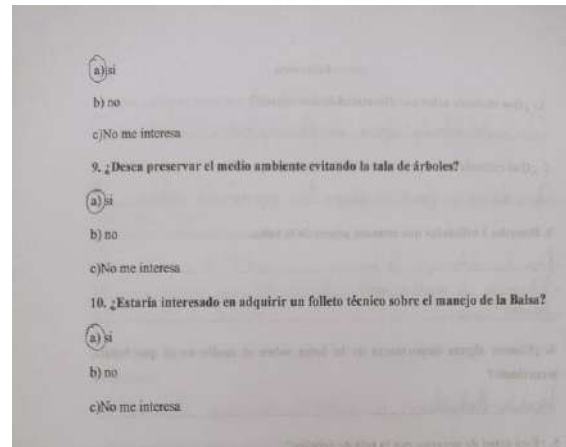 a) si
b) no
c)No me interesa
9. ¿Desea preservar el medio ambiente evitando la tala de árboles?
a) si
b) no
c)No me interesa
10. ¿Estaría interesado en adquirir un folleto técnico sobre el manejo de la Balsa?
a) si
b) no
c)No me interesa